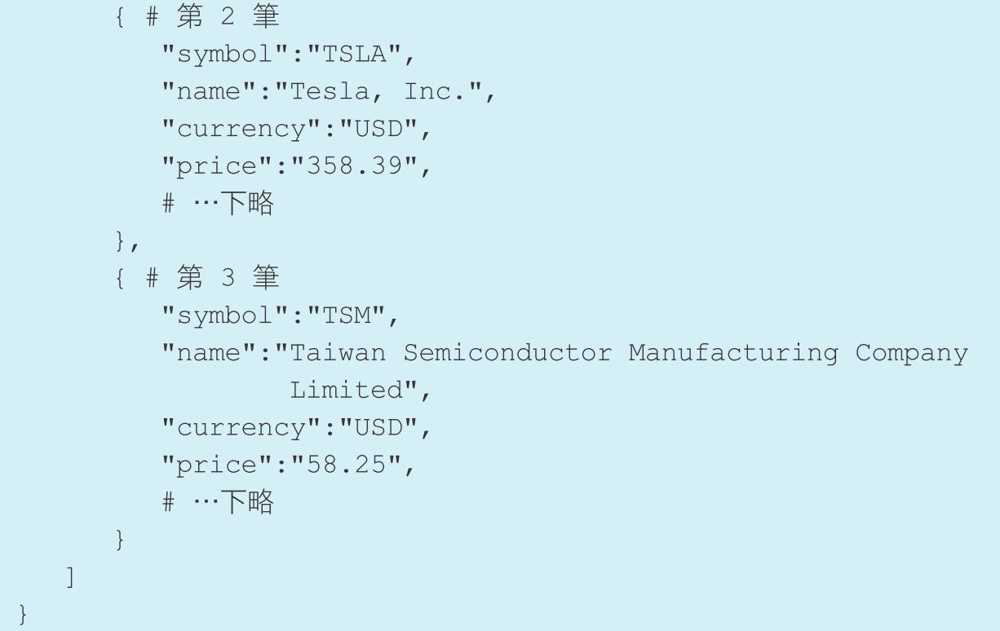 { # 第 2 筆
"symbol":"TSLA",
"name":"Tesla, Inc.",
"currency":"USD",
"price":"358.39",
# …下略
},
{ # 第 3 筆
"symbol":"TSM",
"name":"Taiwan Semiconductor Manufacturing Company
Limited",
"currency":"USD",
"price":"58.25",
# …下略
}
]
}